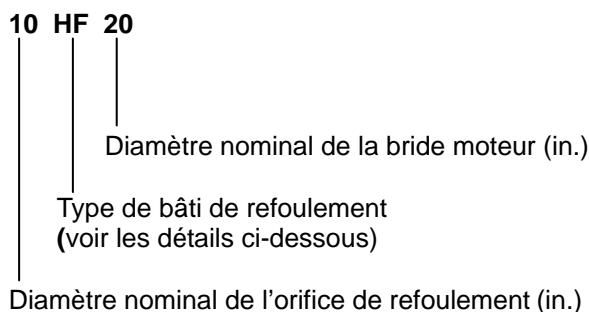 10 HF 20
Diamètre nominal de la bride moteur (in.)
Type de bâti de refoulement
(voir les détails ci-dessous)
Diamètre nominal de l'orifice de refoulement (in.)